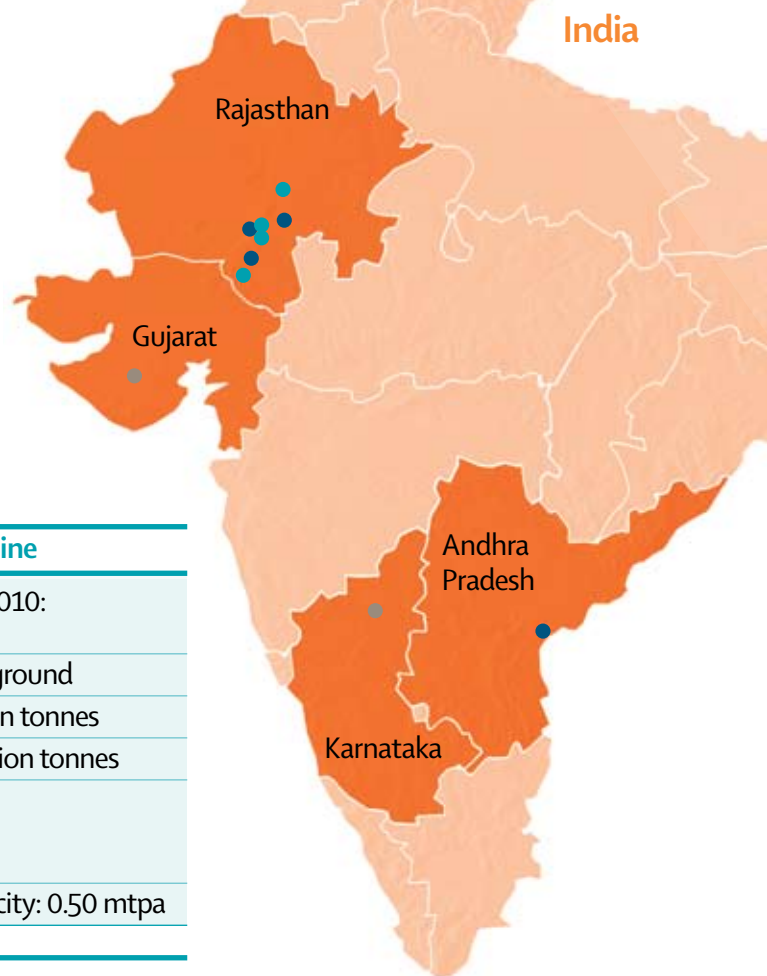 India
Rajasthan
Gujarat
Andhra
Pradesh
Karnataka
ine
010:
ground
n tonnes
ion tonnes
city: 0.50 mtpa